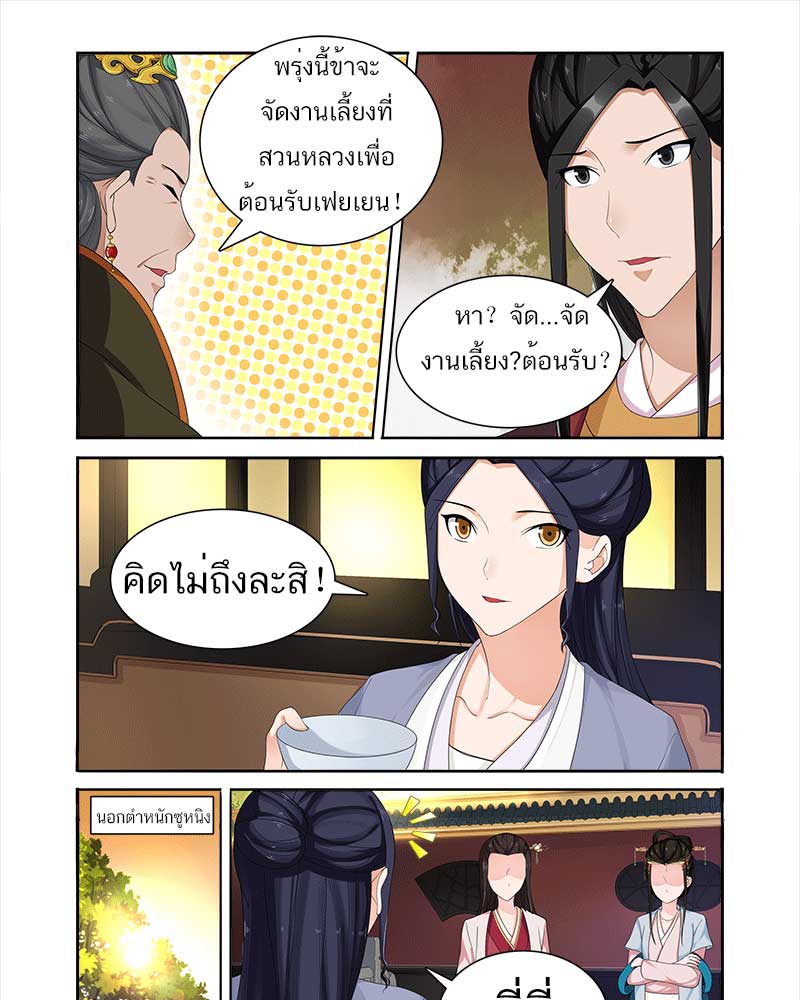 พรุ่งนี้ข้าจะ
จัดงานเลี้ยงที่
สวนหลวงเพื่อ
ต้อนรับเฟยเยน!
หา? จัด...จัด
งานเลี้ยง?ต้อนรับ?
คิดไม่ถึงละสิ!
นอกตำหนักซูหนิง